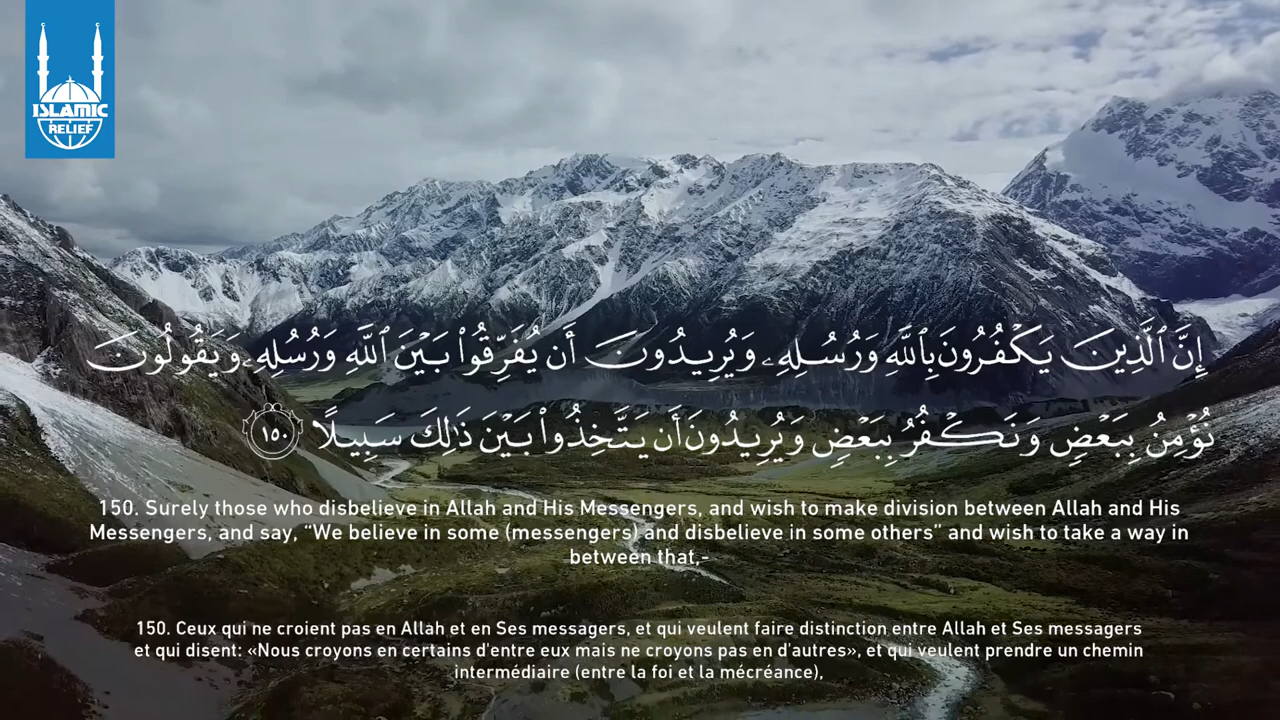 ISLAMIC
RELIEF
إِنَّ ٱلَّذِينَ يَكْفُرُونَ بِٱللَّهِ وَرُسُلِهِۦ وَيُرِيدُونَ أَن يُفَرِّقُوا۟ بَيْنَ ٱللَّهِ وَرُسُلِهِۦ وَيَقُولُونَ
نُؤْمِنُ بِبَعْضٍ وَنَكْفُرُ بِبَعْضٍ وَيُرِيدُونَ أَن يَتَّخِذُوا۟ بَيْنَ ذَٰلِكَ سَبِيلًا ١٥٠
150. Surely those who disbelieve in Allah and His Messengers, and wish to make division between Allah and His
Messengers, and say, “We believe in some (messengers) and disbelieve in some others” and wish to take a way in
between that,-
150. Ceux qui ne croient pas en Allah et en Ses messagers, et qui veulent faire distinction entre Allah et Ses messagers
et qui disent: «Nous croyons en certains d'entre eux mais ne croyons pas en d'autres», et qui veulent prendre un chemin
intermédiaire (entre la foi et la mécréance),